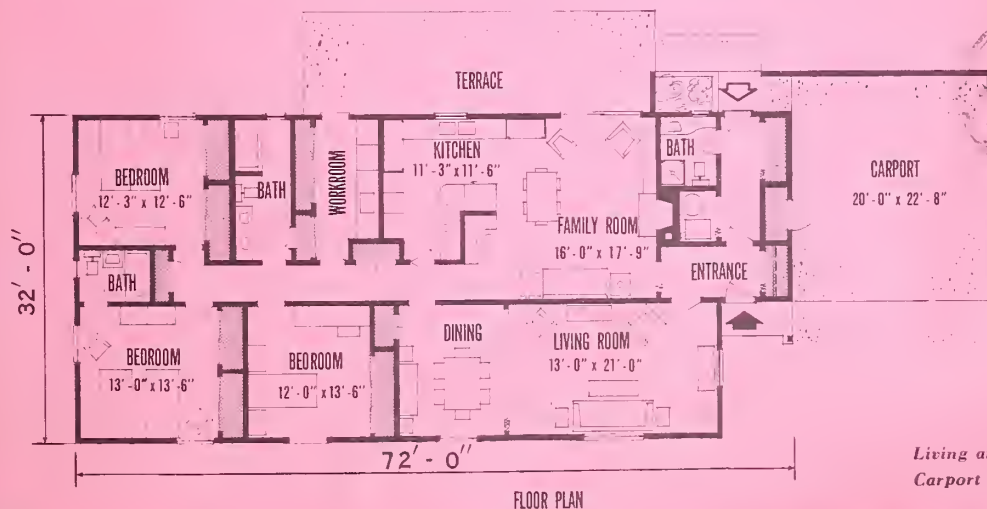 TERRACE
BEDROOM
12'-3" x 12'-6"
BATH
WORKROOM
KITCHEN
11'-3" x 11'-6"
BATH
CARPORT
20'-0" x 22'-8"
FAMILY ROOM
16'-0" x 17'-9"
32'-0"
BATH
ENTRANCE
BEDROOM
13'-0" x 13'-6"
BEDROOM
12'-0" x 13'-6"
DINING
LIVING ROOM
13'-0" x 21'-0"
72'-0"
Living
Carport
FLOOR PLAN